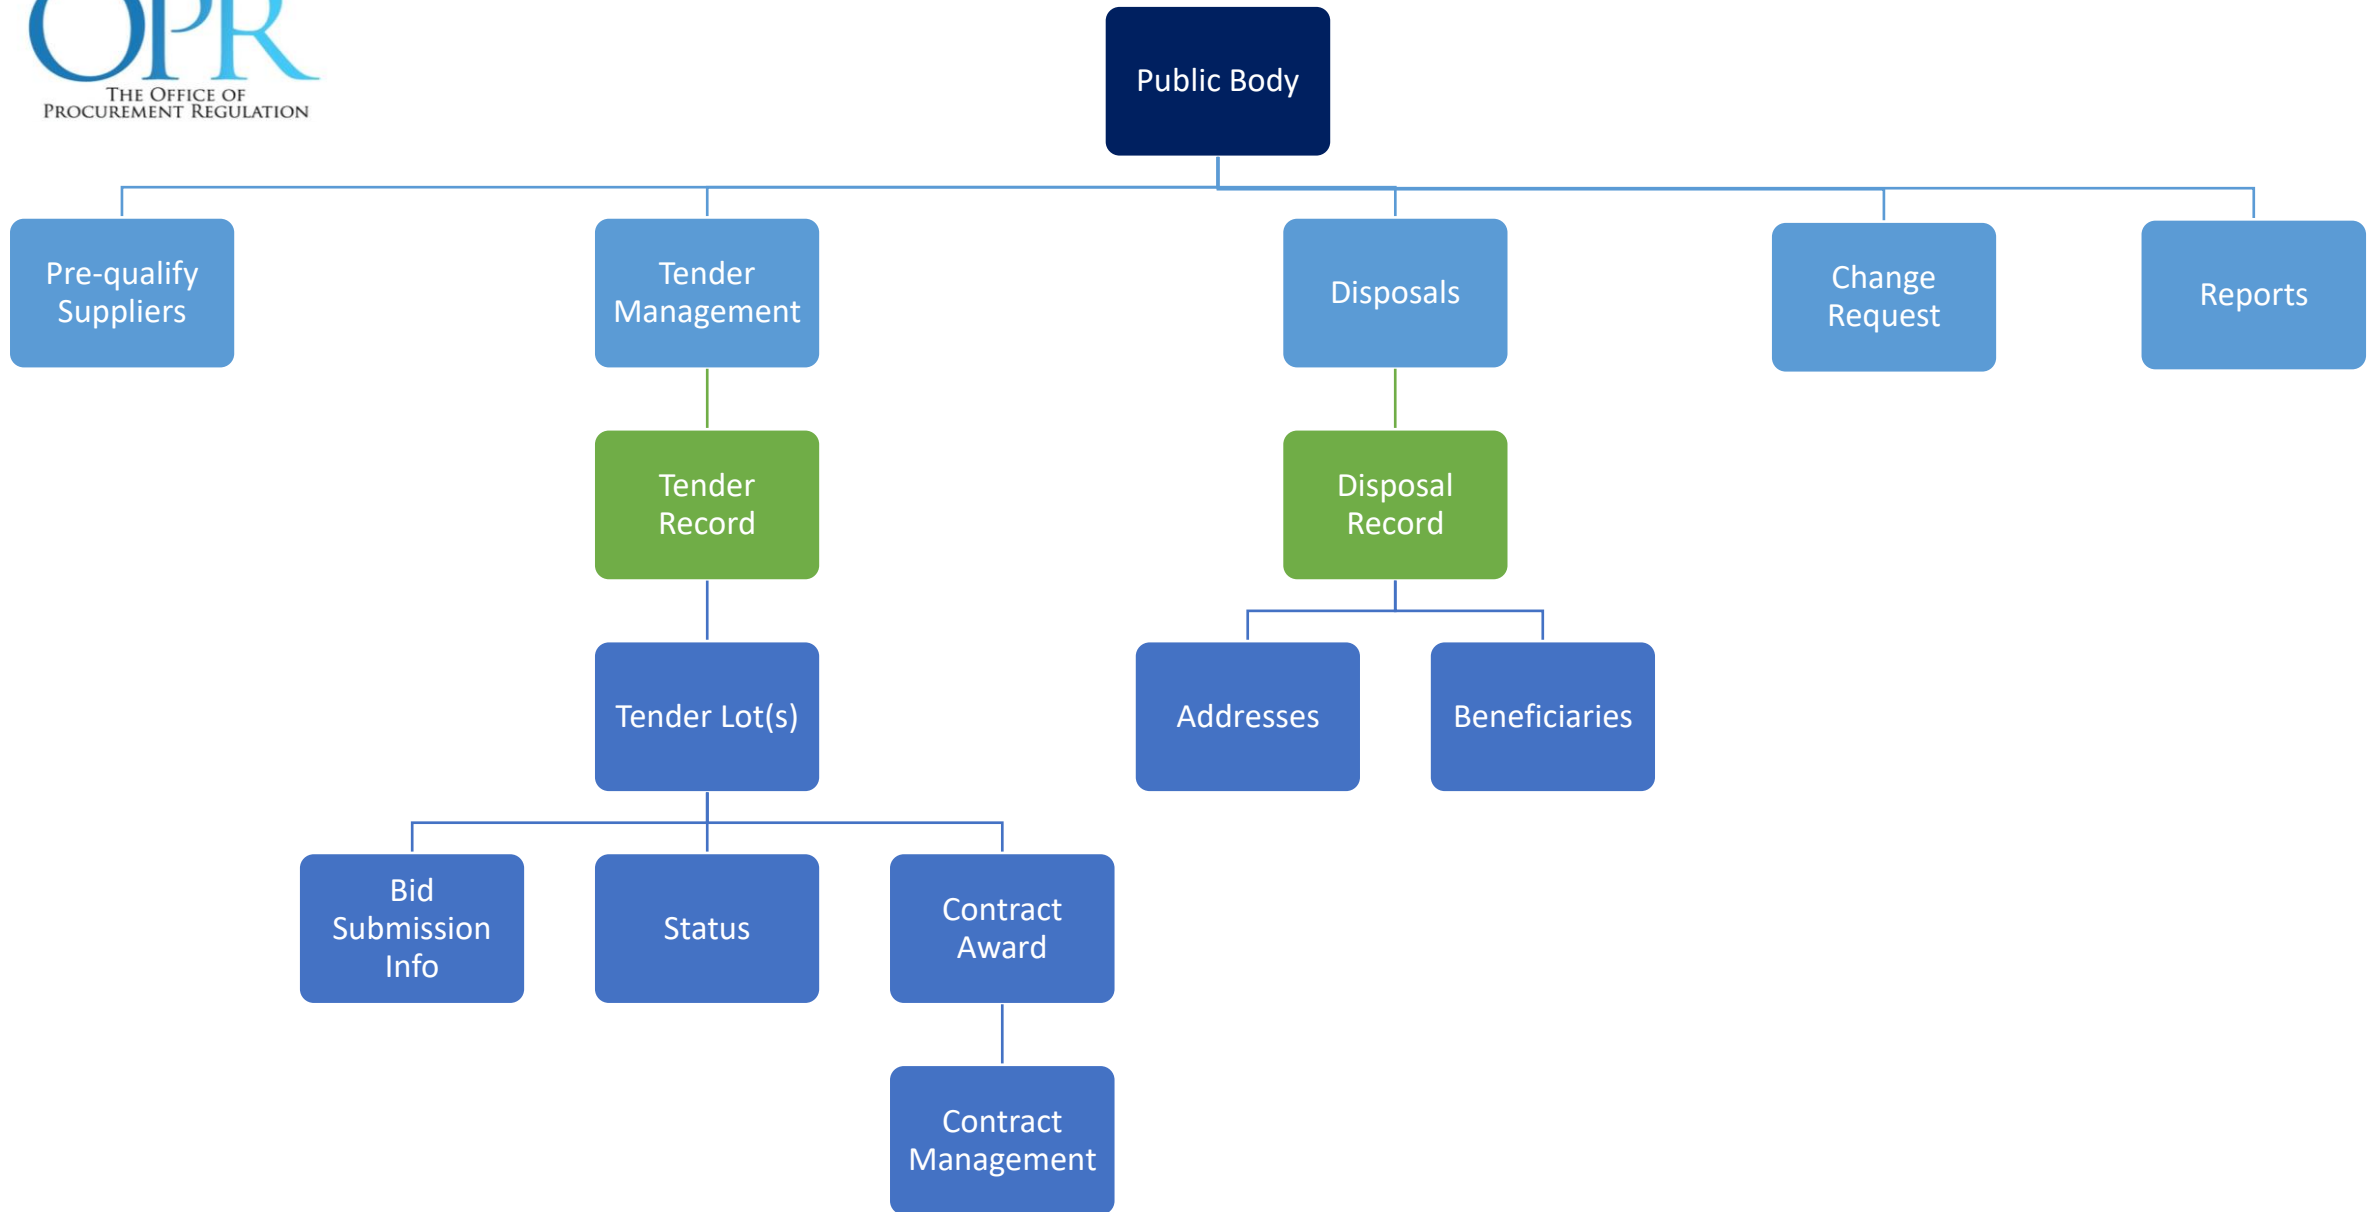 OPR
THE OFFICE OF
PROCUREMENT REGULATION
Public Body
Pre-qualify
Suppliers
Tender
Management
Disposals
Change
Request
Reports
Tender
Record
Disposal
Record
Tender Lot(s)
Addresses
Beneficiaries
Bid
Submission
Info
Status
Contract
Award
Contract
Management